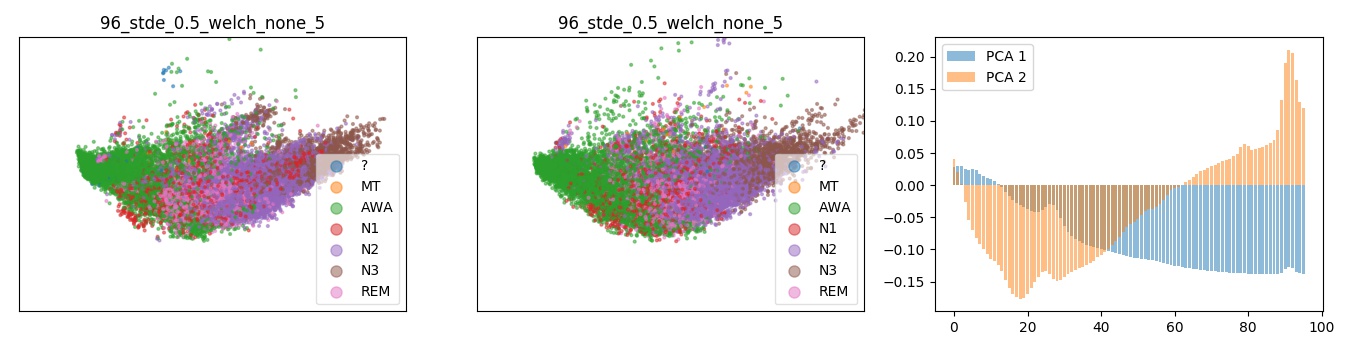 96_stde_0.5_welch_none_5
?
MT
AWA
N1
N2
N3
REM
96_stde_0.5_welch_none_5
?
MT
AWA
N1
N2
N3
REM
PCA 1
PCA 2
0.20
0.15
0.10
0.05
0.00
−0.05
−0.10
−0.15
0 20 40 60 80 100